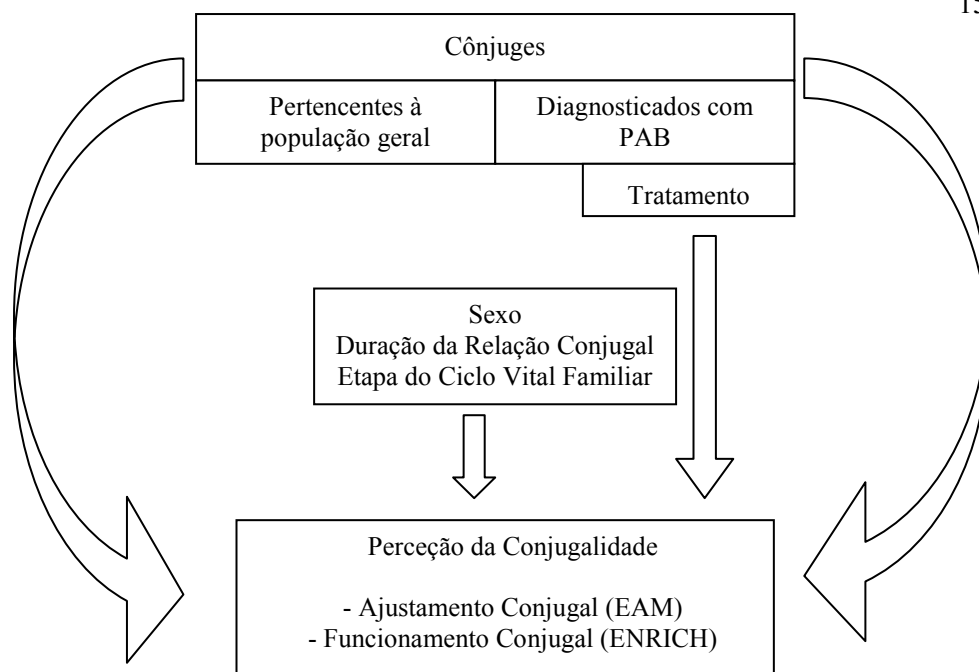 15
Cônjuges
Pertencentes à
população geral
Diagnosticados com
PAB
Tratamento
Sexo
Duração da Relação Conjugal
Etapa do Ciclo Vital Familiar
Perceção da Conjugalidade
- Ajustamento Conjugal (EAM)
- Funcionamento Conjugal (ENRICH)